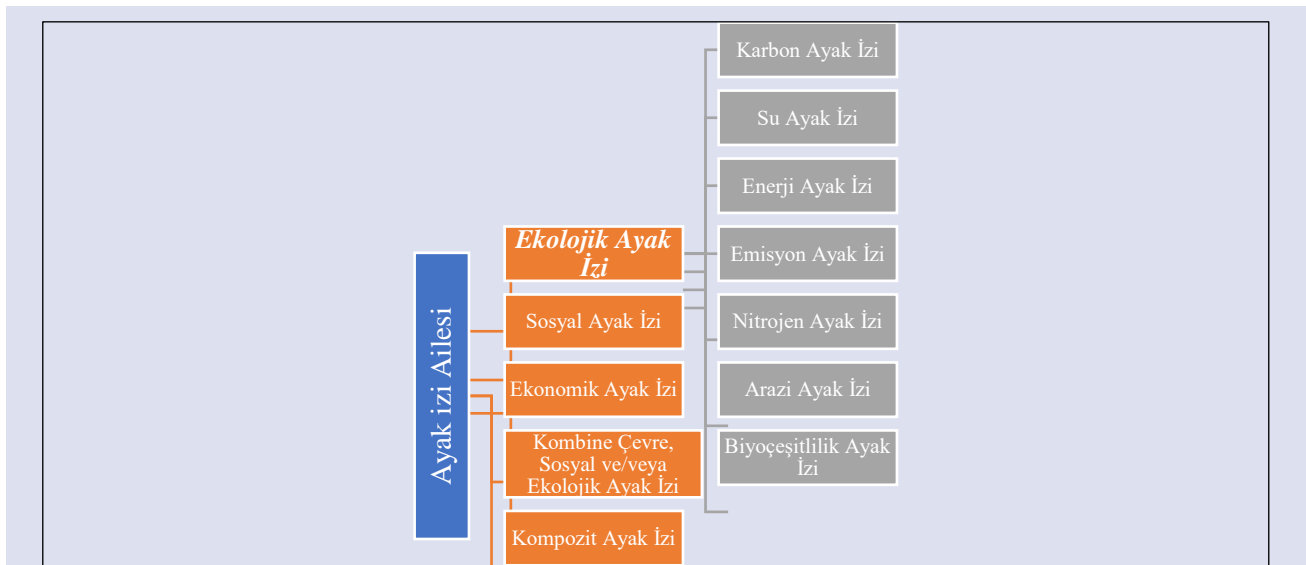 Ayak izi Ailesi
Ekolojik Ayak
İzi
Sosyal Ayak İzi
Ekonomik Ayak İzi
Kombine Çevre,
Sosyal ve/veya
Ekolojik Ayak İzi
Kompozit Ayak İzi
Karbon Ayak İzi
Su Ayak İzi
Enerji Ayak İzi
Emisyon Ayak İzi
Nitrojen Ayak İzi
Arazi Ayak İzi
Biyoçeşitlilik Ayak
İzi